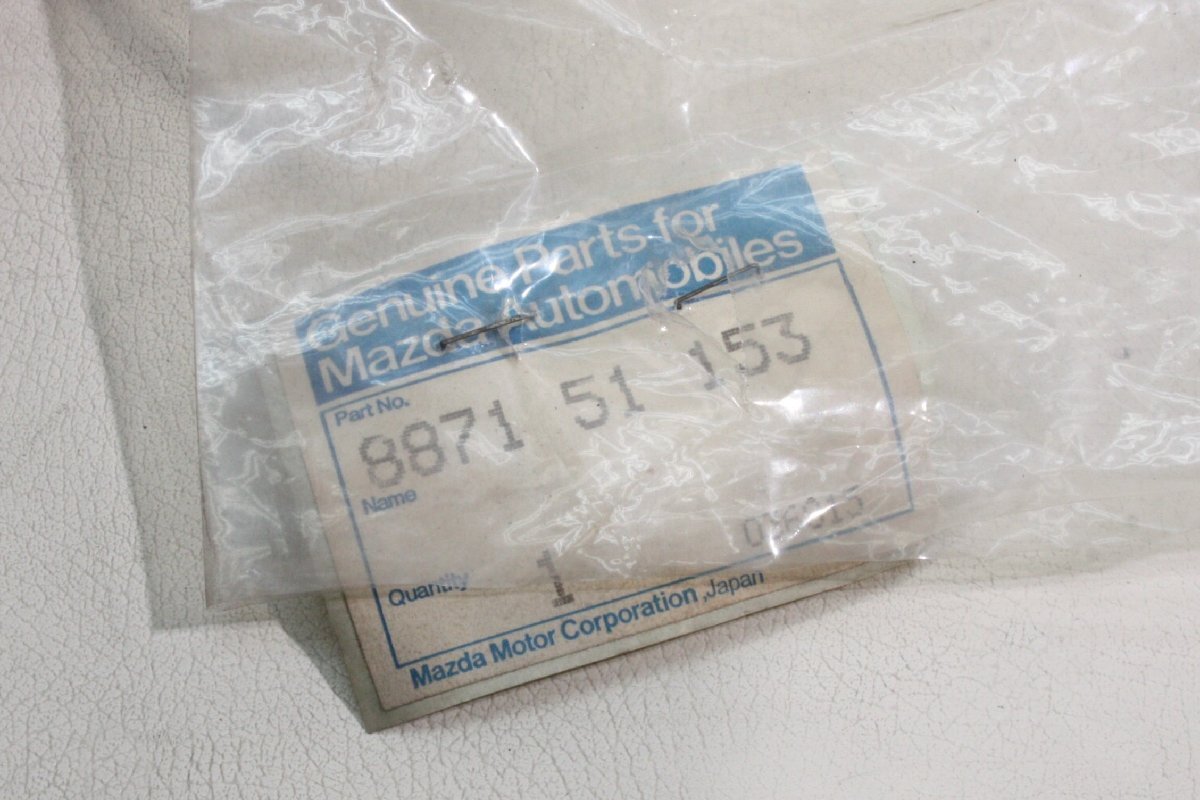 Genuine Parts for
Mazda Automobiles
Part No.
8871 51 153
Name
Quantity 1
Mazda Motor Corporation, Japan